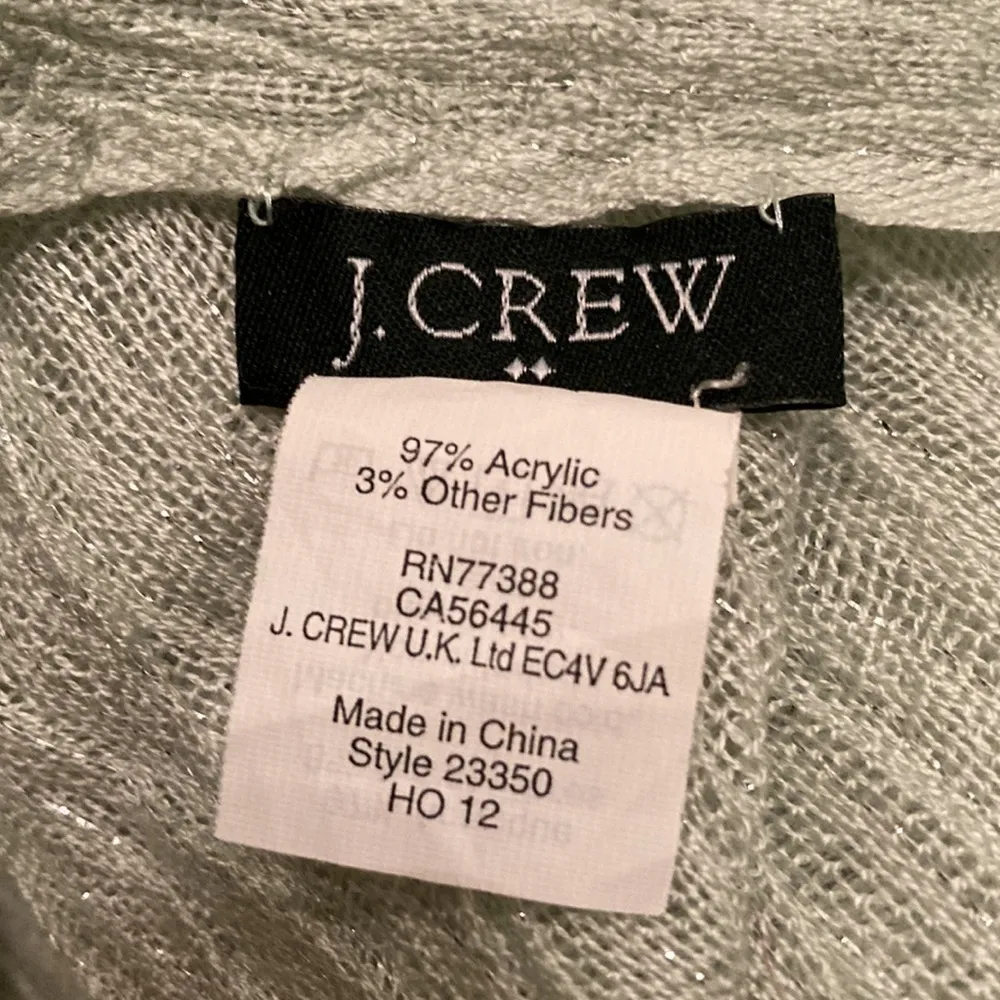 J.CREW
97% Acrylic
3% Other Fibers
RN77388
CA56445
J. CREW U.K. Ltd EC4V 6JA
Made in China
Style 23350
HO 12